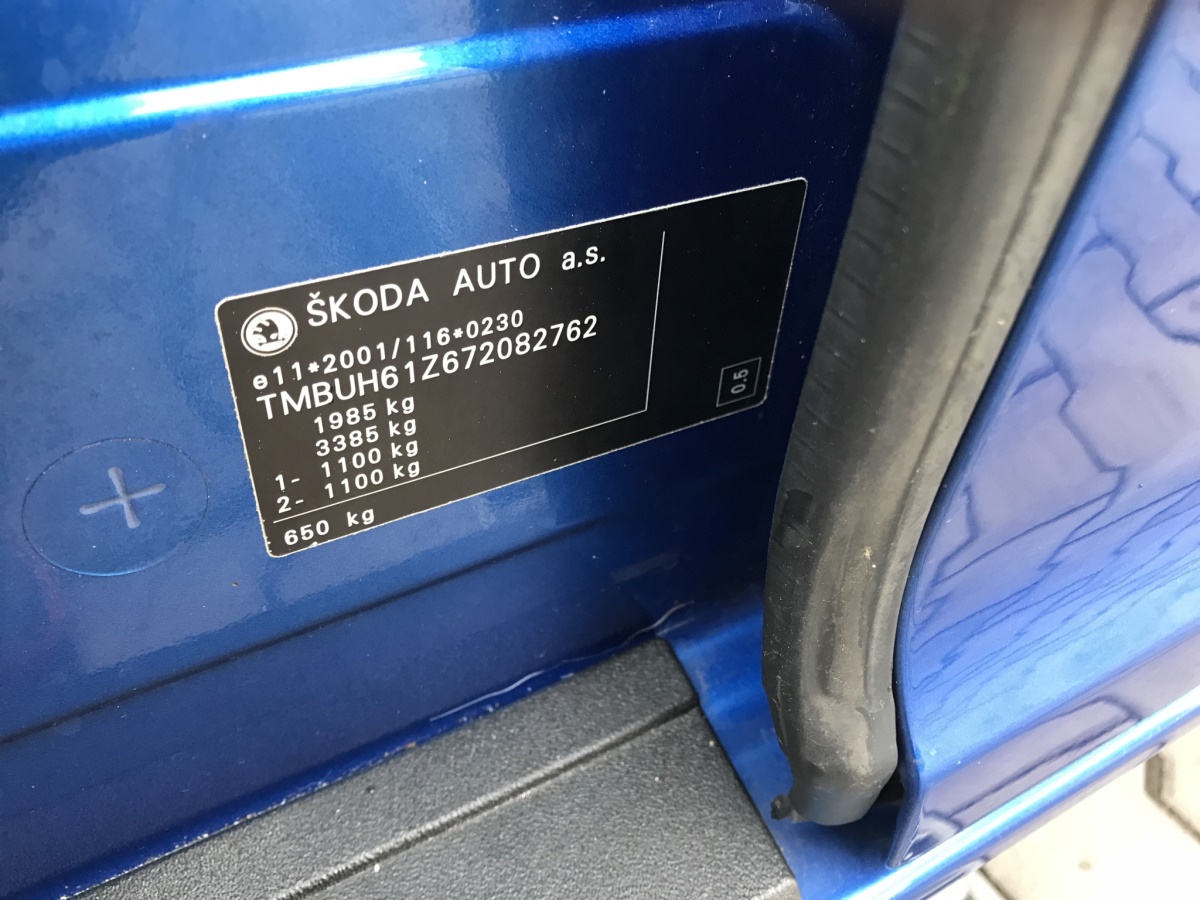 ŠKODA AUTO a.s.
e11*2001/116*0230
TMBUH61Z672082762
1985 kg
3385 kg
1- 1100 kg
2- 1100 kg
650 kg
0.5